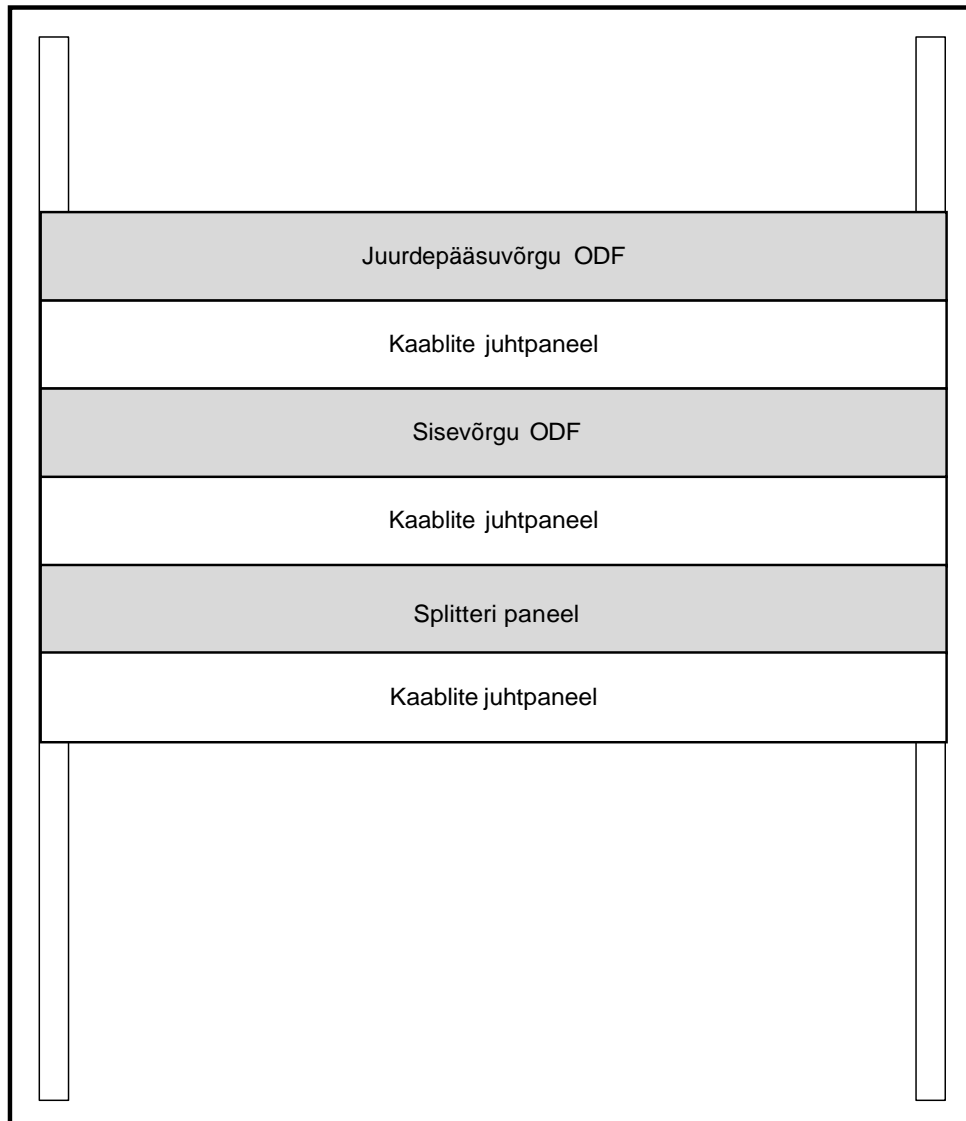 Juurdepääsuvõrgu ODF
Kaablite juhtpaneel
Sisevõrgu ODF
Kaablite juhtpaneel
Splitteri paneel
Kaablite juhtpaneel